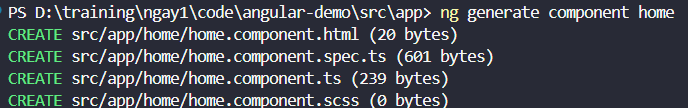 PS D:\training\ngay1\code\angular-demo\src\app> ng generate component home
CREATE src/app/home/home.component.html (20 bytes)
CREATE src/app/home/home.component.spec.ts (601 bytes)
CREATE src/app/home/home.component.ts (239 bytes)
CREATE src/app/home/home.component.scss (0 bytes)